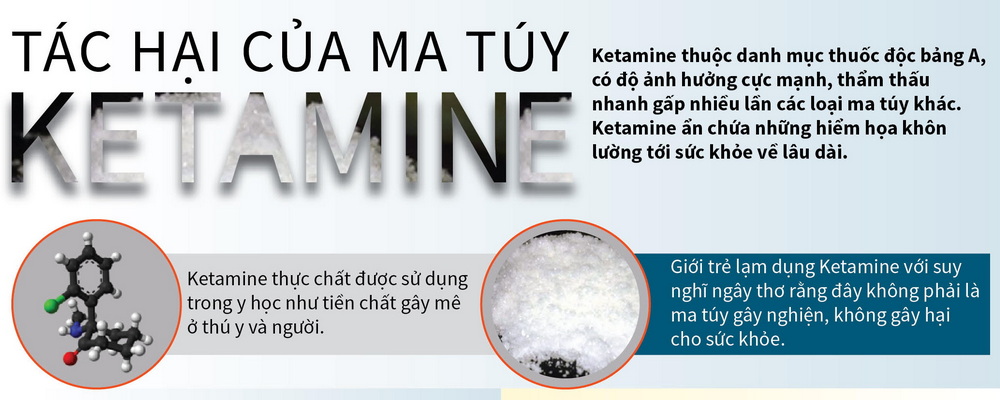 TÁC HẠI CỦA MA TÚY
KETAMINE
Ketamine thuộc danh mục thuốc độc bảng A,
có độ ảnh hưởng cực mạnh, thẩm thấu
nhanh gấp nhiều lần các loại ma túy khác.
Ketamine ẩn chứa những hiểm họa khôn
lường tới sức khỏe về lâu dài.
Ketamine thực chất được sử dụng
trong y học như tiền chất gây mê
ở thú y và người.
Giới trẻ lạm dụng Ketamine với suy
nghĩ ngây thơ rằng đây không phải là
ma túy gây nghiện, không gây hại
cho sức khỏe.